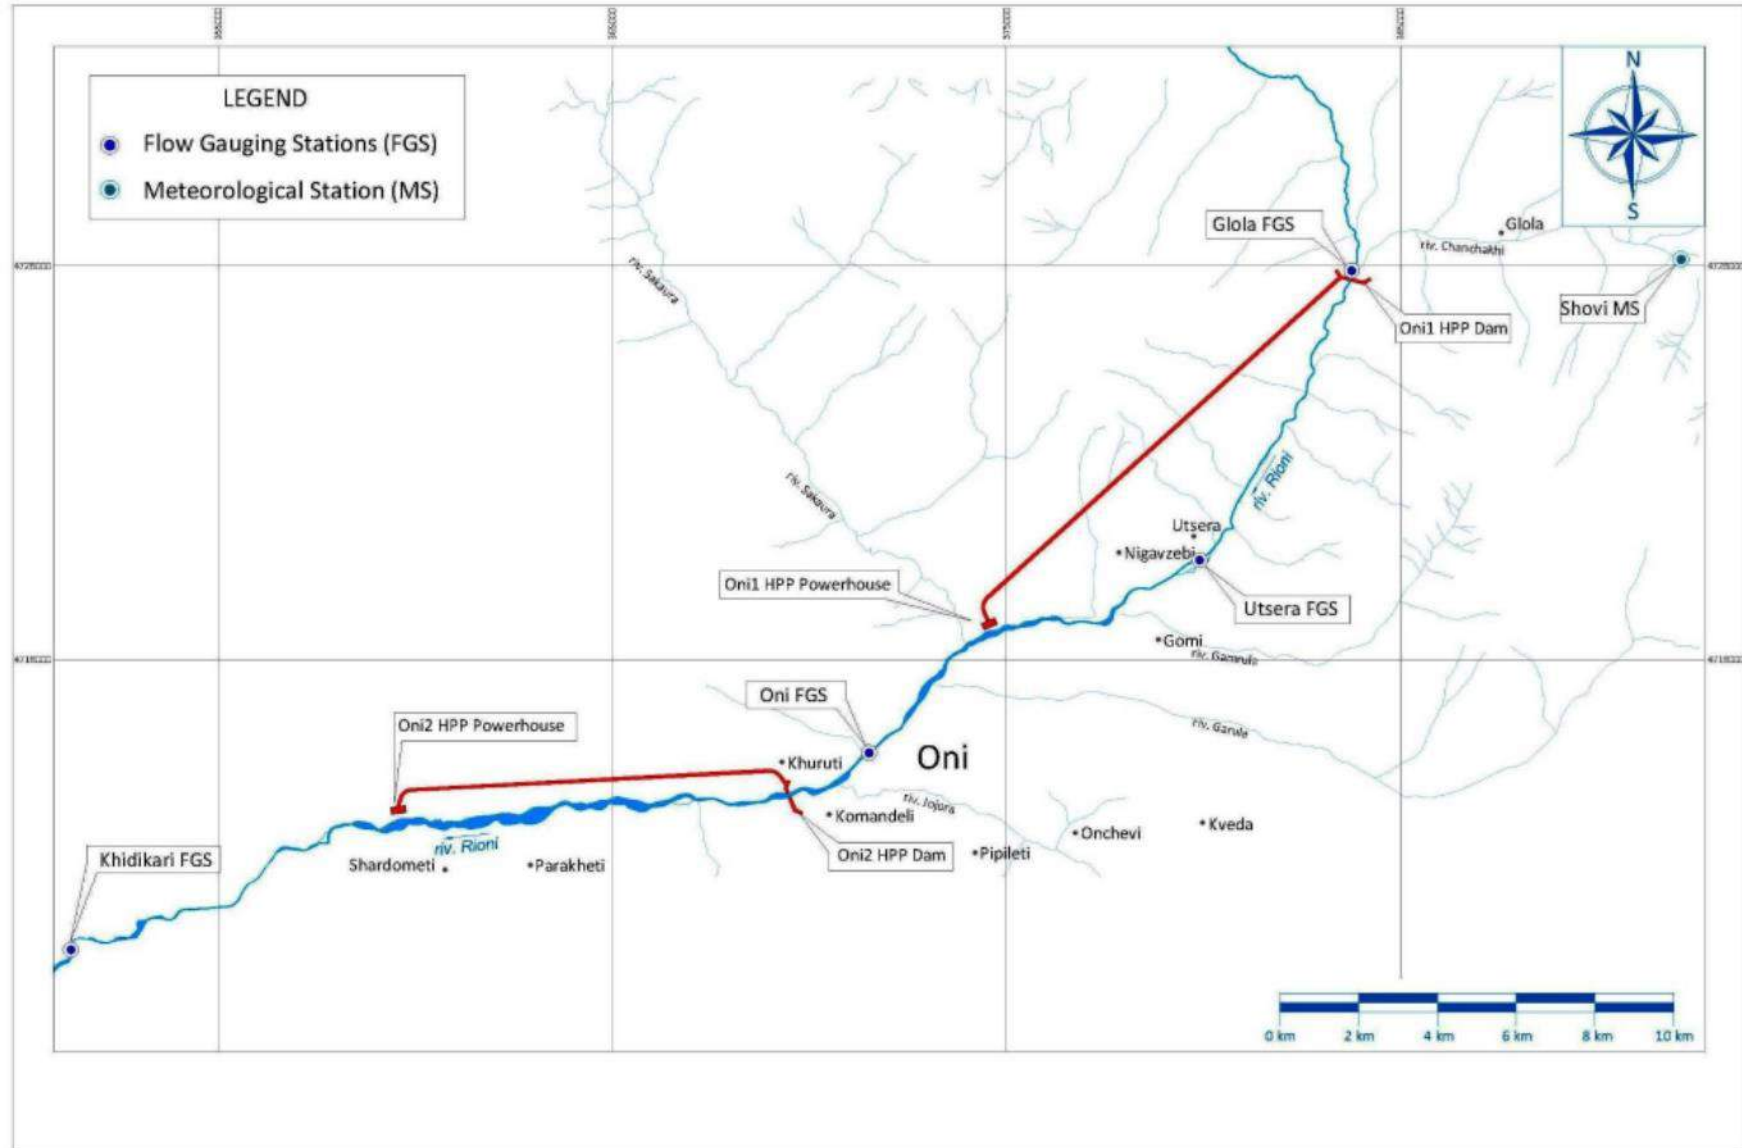 365000
375000
LEGEND
Flow Gauging Stations (FGS)
Meteorological Station (MS)
N
S
Glola FGS
Glola
riv. Chanchakhi
Shovi MS
Oni1 HPP Dam
riv. Sakaura
riv. Sakaura
riv. Rioni
Utsera
Nigavzebi
Oni1 HPP Powerhouse
Utsera FGS
Gomi
riv. Gamrula
Oni FGS
riv. Garule
Oni2 HPP Powerhouse
Oni
Khuruti
riv. Jojora
Komandeli
Onchevi
Kveda
riv. Rioni
Khidikari FGS
Shardometi
Parakheti
Oni2 HPP Dam
Pipileti
0 km 2 km 4 km 6 km 8 km 10 km